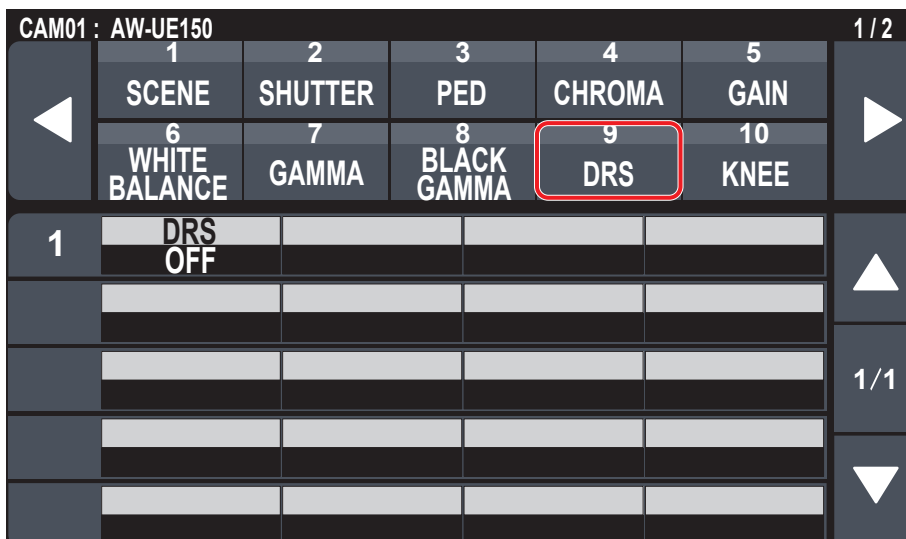 CAM01 : AW-UE150 1 / 2
1 2 3 4 5
SCENE SHUTTER PED CHROMA GAIN
6 7 8 9 10
WHITE BALANCE GAMMA BLACK GAMMA DRS KNEE
1 DRS
OFF
1/1